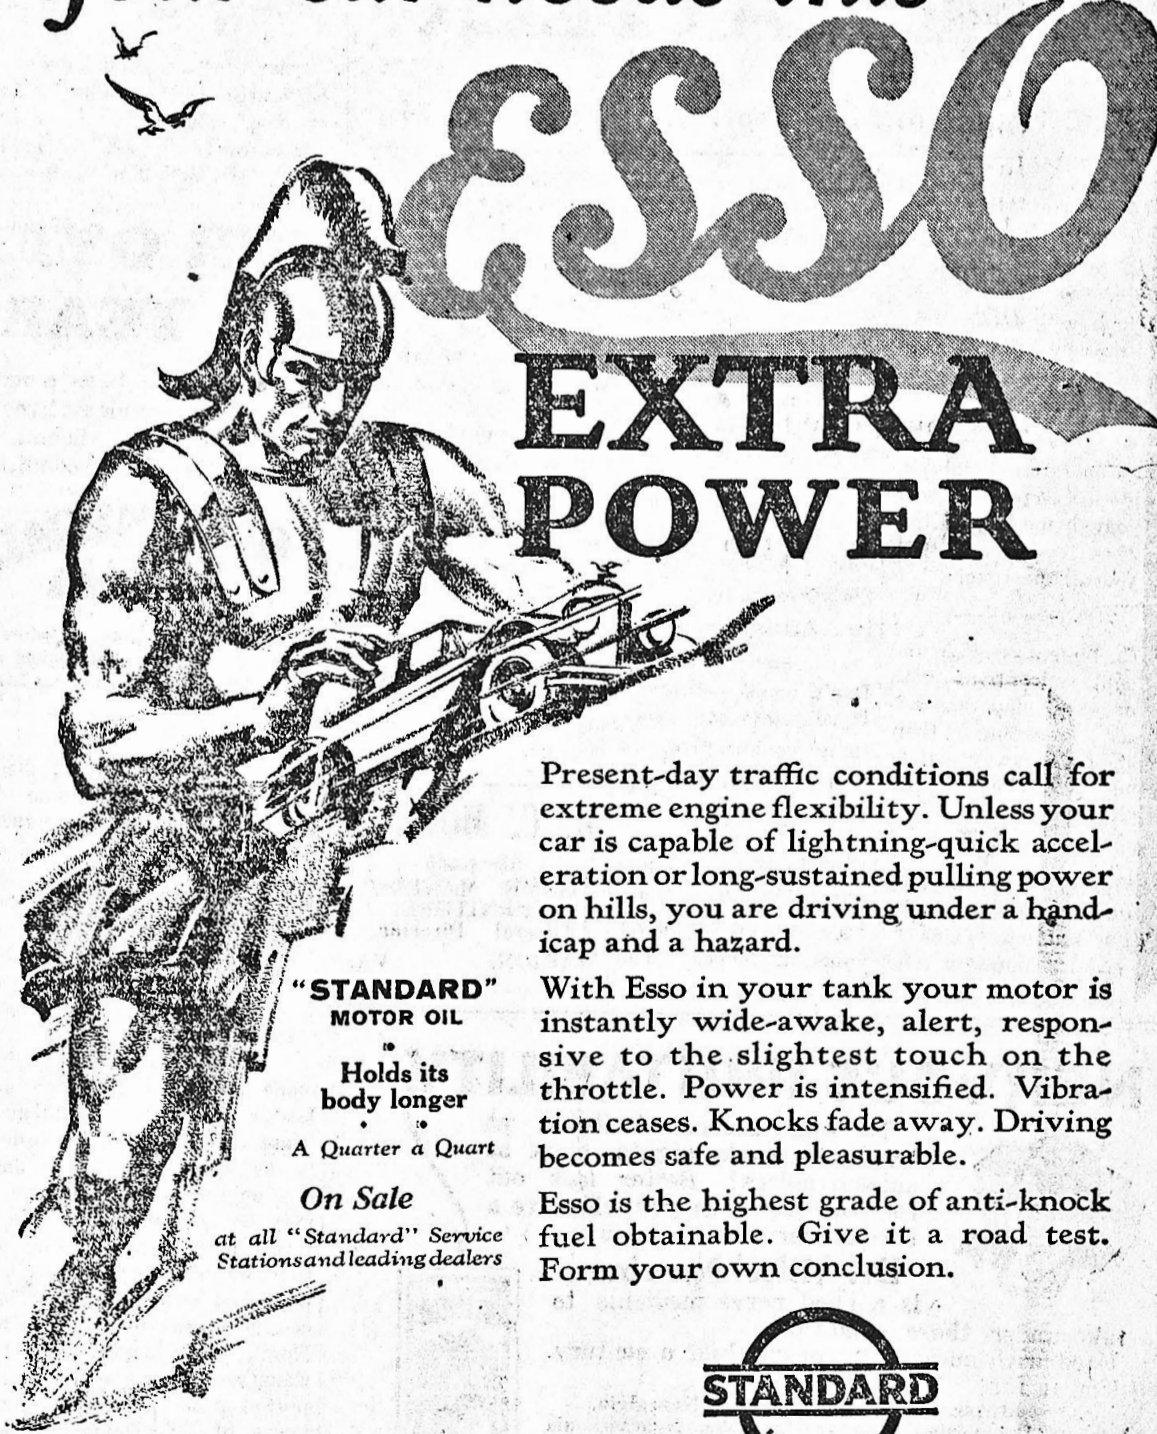 your car needs this
ESSO
EXTRA
POWER
Present-day traffic conditions call for
extreme engine flexibility. Unless your
car is capable of lightning-quick accel-
eration or long-sustained pulling power
on hills, you are driving under a hand-
icap and a hazard.
With Esso in your tank your motor is
instantly wide-awake, alert, respon-
sive to the slightest touch on the
throttle. Power is intensified. Vibra-
tion ceases. Knocks fade away. Driving
becomes safe and pleasurable.
Esso is the highest grade of anti-knock
fuel obtainable. Give it a road test.
Form your own conclusion.
"STANDARD"
MOTOR OIL
Holds its
body longer
A Quarter a Quart
On Sale
at all "Standard" Service
Stations and leading dealers
STANDARD